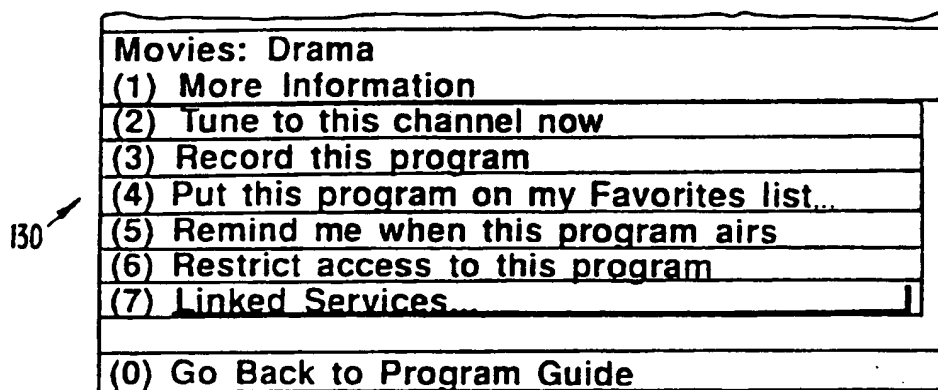 Movies: Drama
(1) More Information
(2) Tune to this channel now
(3) Record this program
(4) Put this program on my Favorites list...
(5) Remind me when this program airs
(6) Restrict access to this program
(7) Linked Services...
(0) Go Back to Program Guide
130